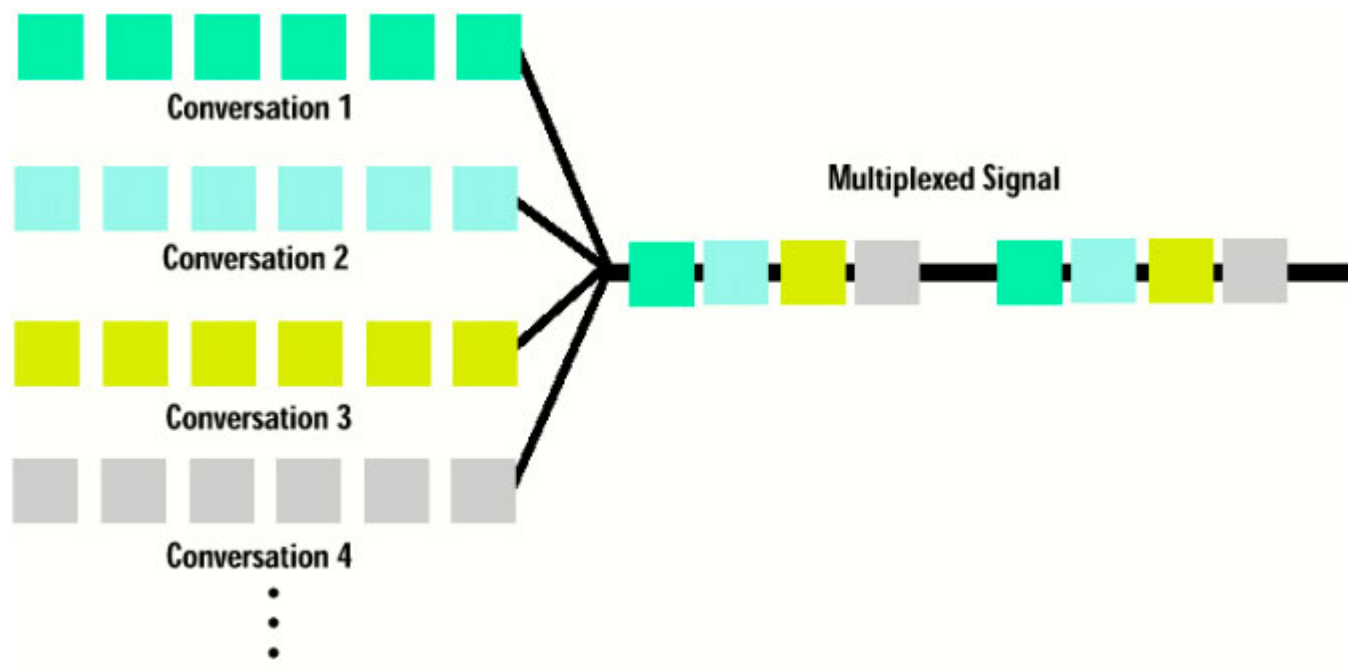 Conversation 1
Multiplexed Signal
Conversation 2
Conversation 3
Conversation 4